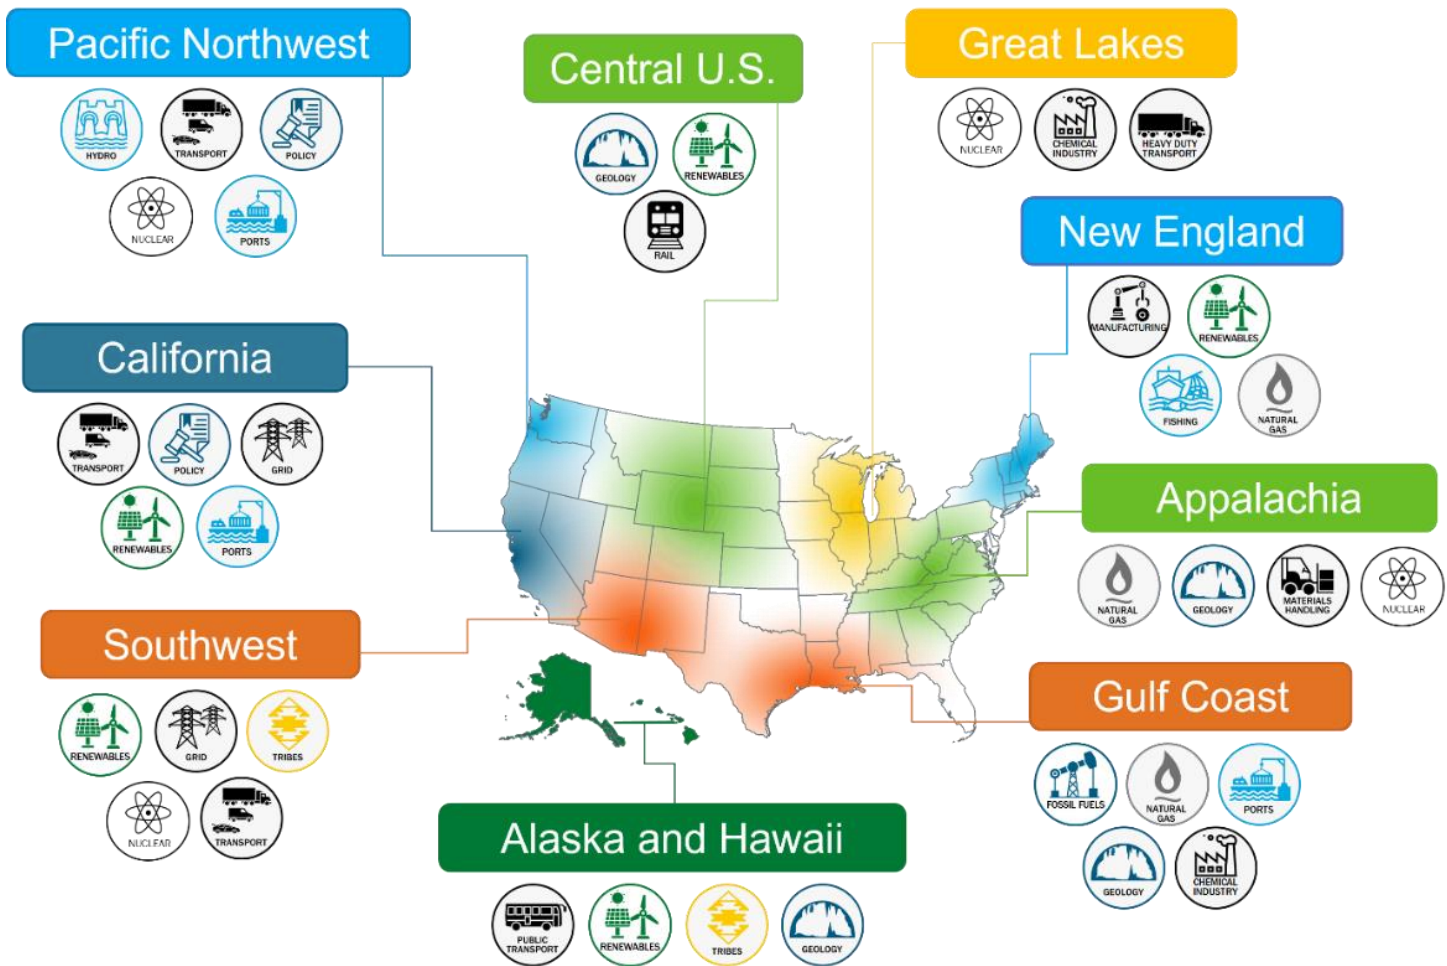 Pacific Northwest
HYDRO
TRANSPORT
POLICY
NUCLEAR
PORTS
Central U.S.
GEOLOGY
RENEWABLES
RAIL
Great Lakes
NUCLEAR
CHEMICAL
INDUSTRY
HEAVY DUTY
TRANSPORT
New England
MANUFACTURING
RENEWABLES
FISHING
NATURAL
GAS
California
TRANSPORT
POLICY
GRID
RENEWABLES
PORTS
Appalachia
NATURAL
GAS
GEOLOGY
MATERIALS
HANDLING
NUCLEAR
Southwest
RENEWABLES
GRID
TRIBES
NUCLEAR
TRANSPORT
Gulf Coast
FOSSIL FUELS
NATURAL
GAS
PORTS
GEOLOGY
CHEMICAL
INDUSTRY
Alaska and Hawaii
PUBLIC
TRANSPORT
RENEWABLES
TRIBES
GEOLOGY